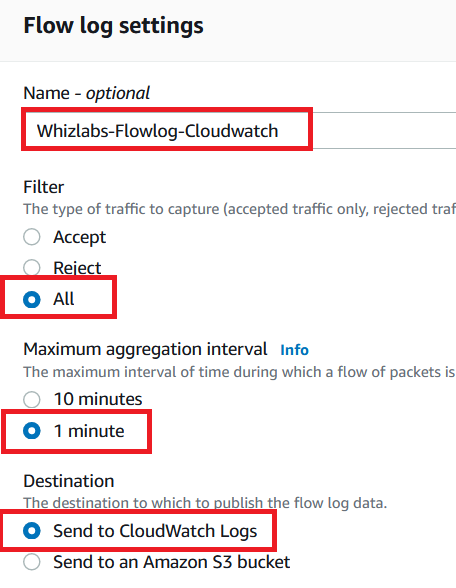 Flow log settings
Name - optional
Whizlabs-Flowlog-Cloudwatch
Filter
The type of traffic to capture (accepted traffic only, rejected traf
Accept
Reject
All
Maximum aggregation interval Info
The maximum interval of time during which a flow of packets is
10 minutes
1 minute
Destination
The destination to which to publish the flow log data.
Send to CloudWatch Logs
Send to an Amazon S3 bucket